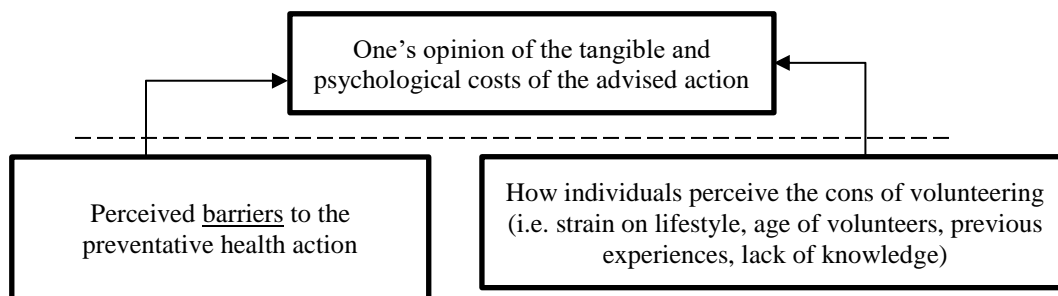 One’s opinion of the tangible and
psychological costs of the advised action
Perceived barriers to the
preventative health action
How individuals perceive the cons of volunteering
(i.e. strain on lifestyle, age of volunteers, previous
experiences, lack of knowledge)